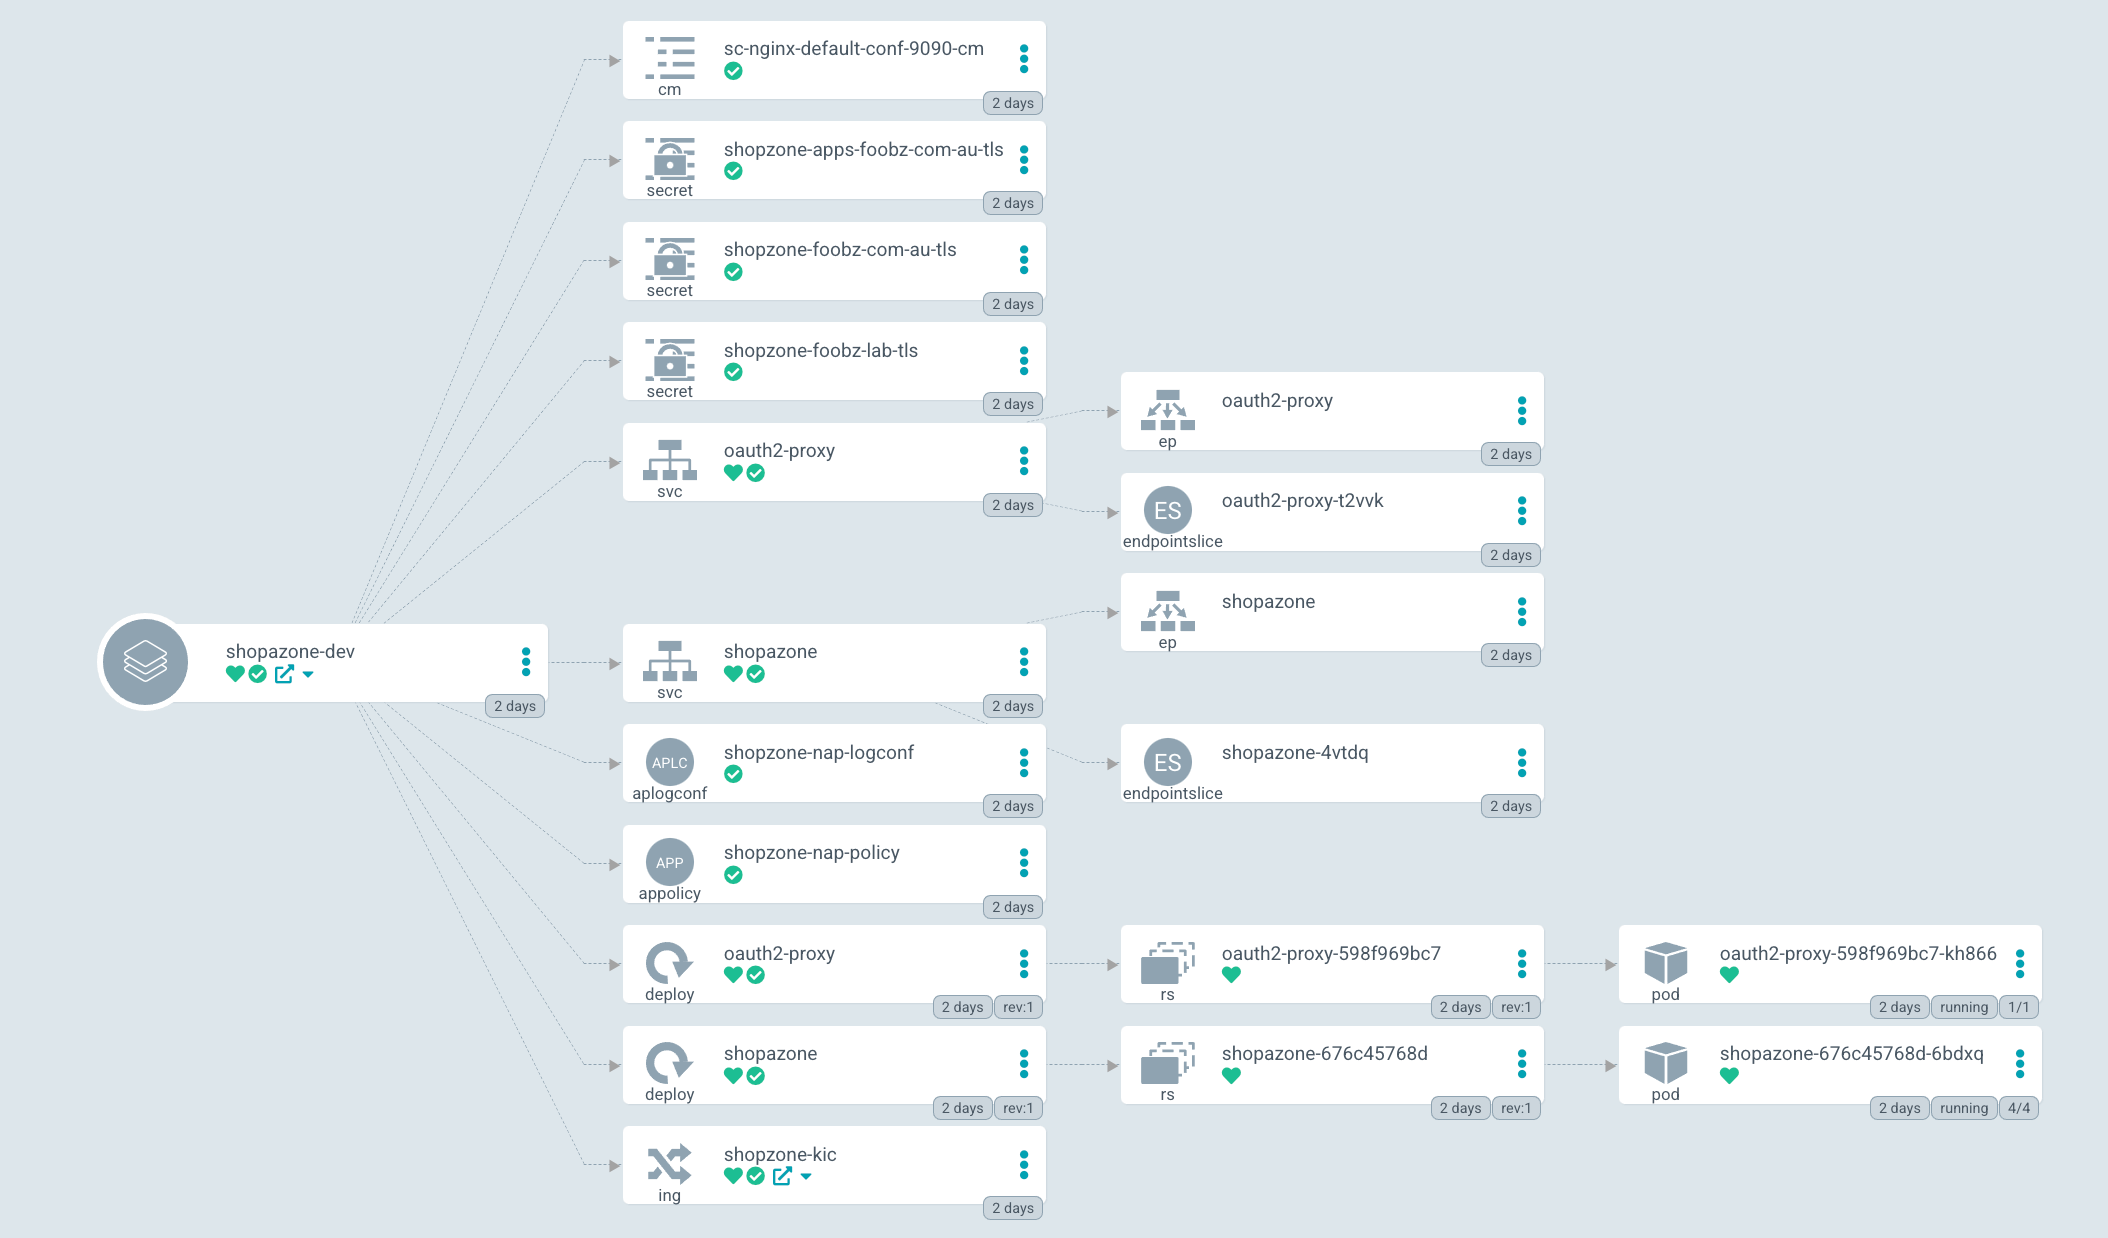 sc-nginx-default-conf-9090-cm
cm
2 days
shopzone-apps-foobz-com-au-tls
secret
2 days
shopzone-foobz-com-au-tls
secret
2 days
shopzone-foobz-lab-tls
secret
2 days
oauth2-proxy
svc
2 days
oauth2-proxy
ep
2 days
oauth2-proxy-t2vvk
ES
endpointslice
2 days
shopazone-dev
2 days
shopazone
svc
2 days
shopazone
ep
2 days
shopzone-nap-logconf
APLC
aplogconf
2 days
shopazone-4vtdq
ES
endpointslice
2 days
shopzone-nap-policy
APP
appolicy
2 days
oauth2-proxy
deploy
2 days rev:1
oauth2-proxy-598f969bc7
rs
2 days rev:1
oauth2-proxy-598f969bc7-kh866
pod
2 days running 1/1
shopazone
deploy
2 days rev:1
shopazone-676c45768d
rs
2 days rev:1
shopazone-676c45768d-6bdxq
pod
2 days running 4/4
shopzone-kic
ing
2 days